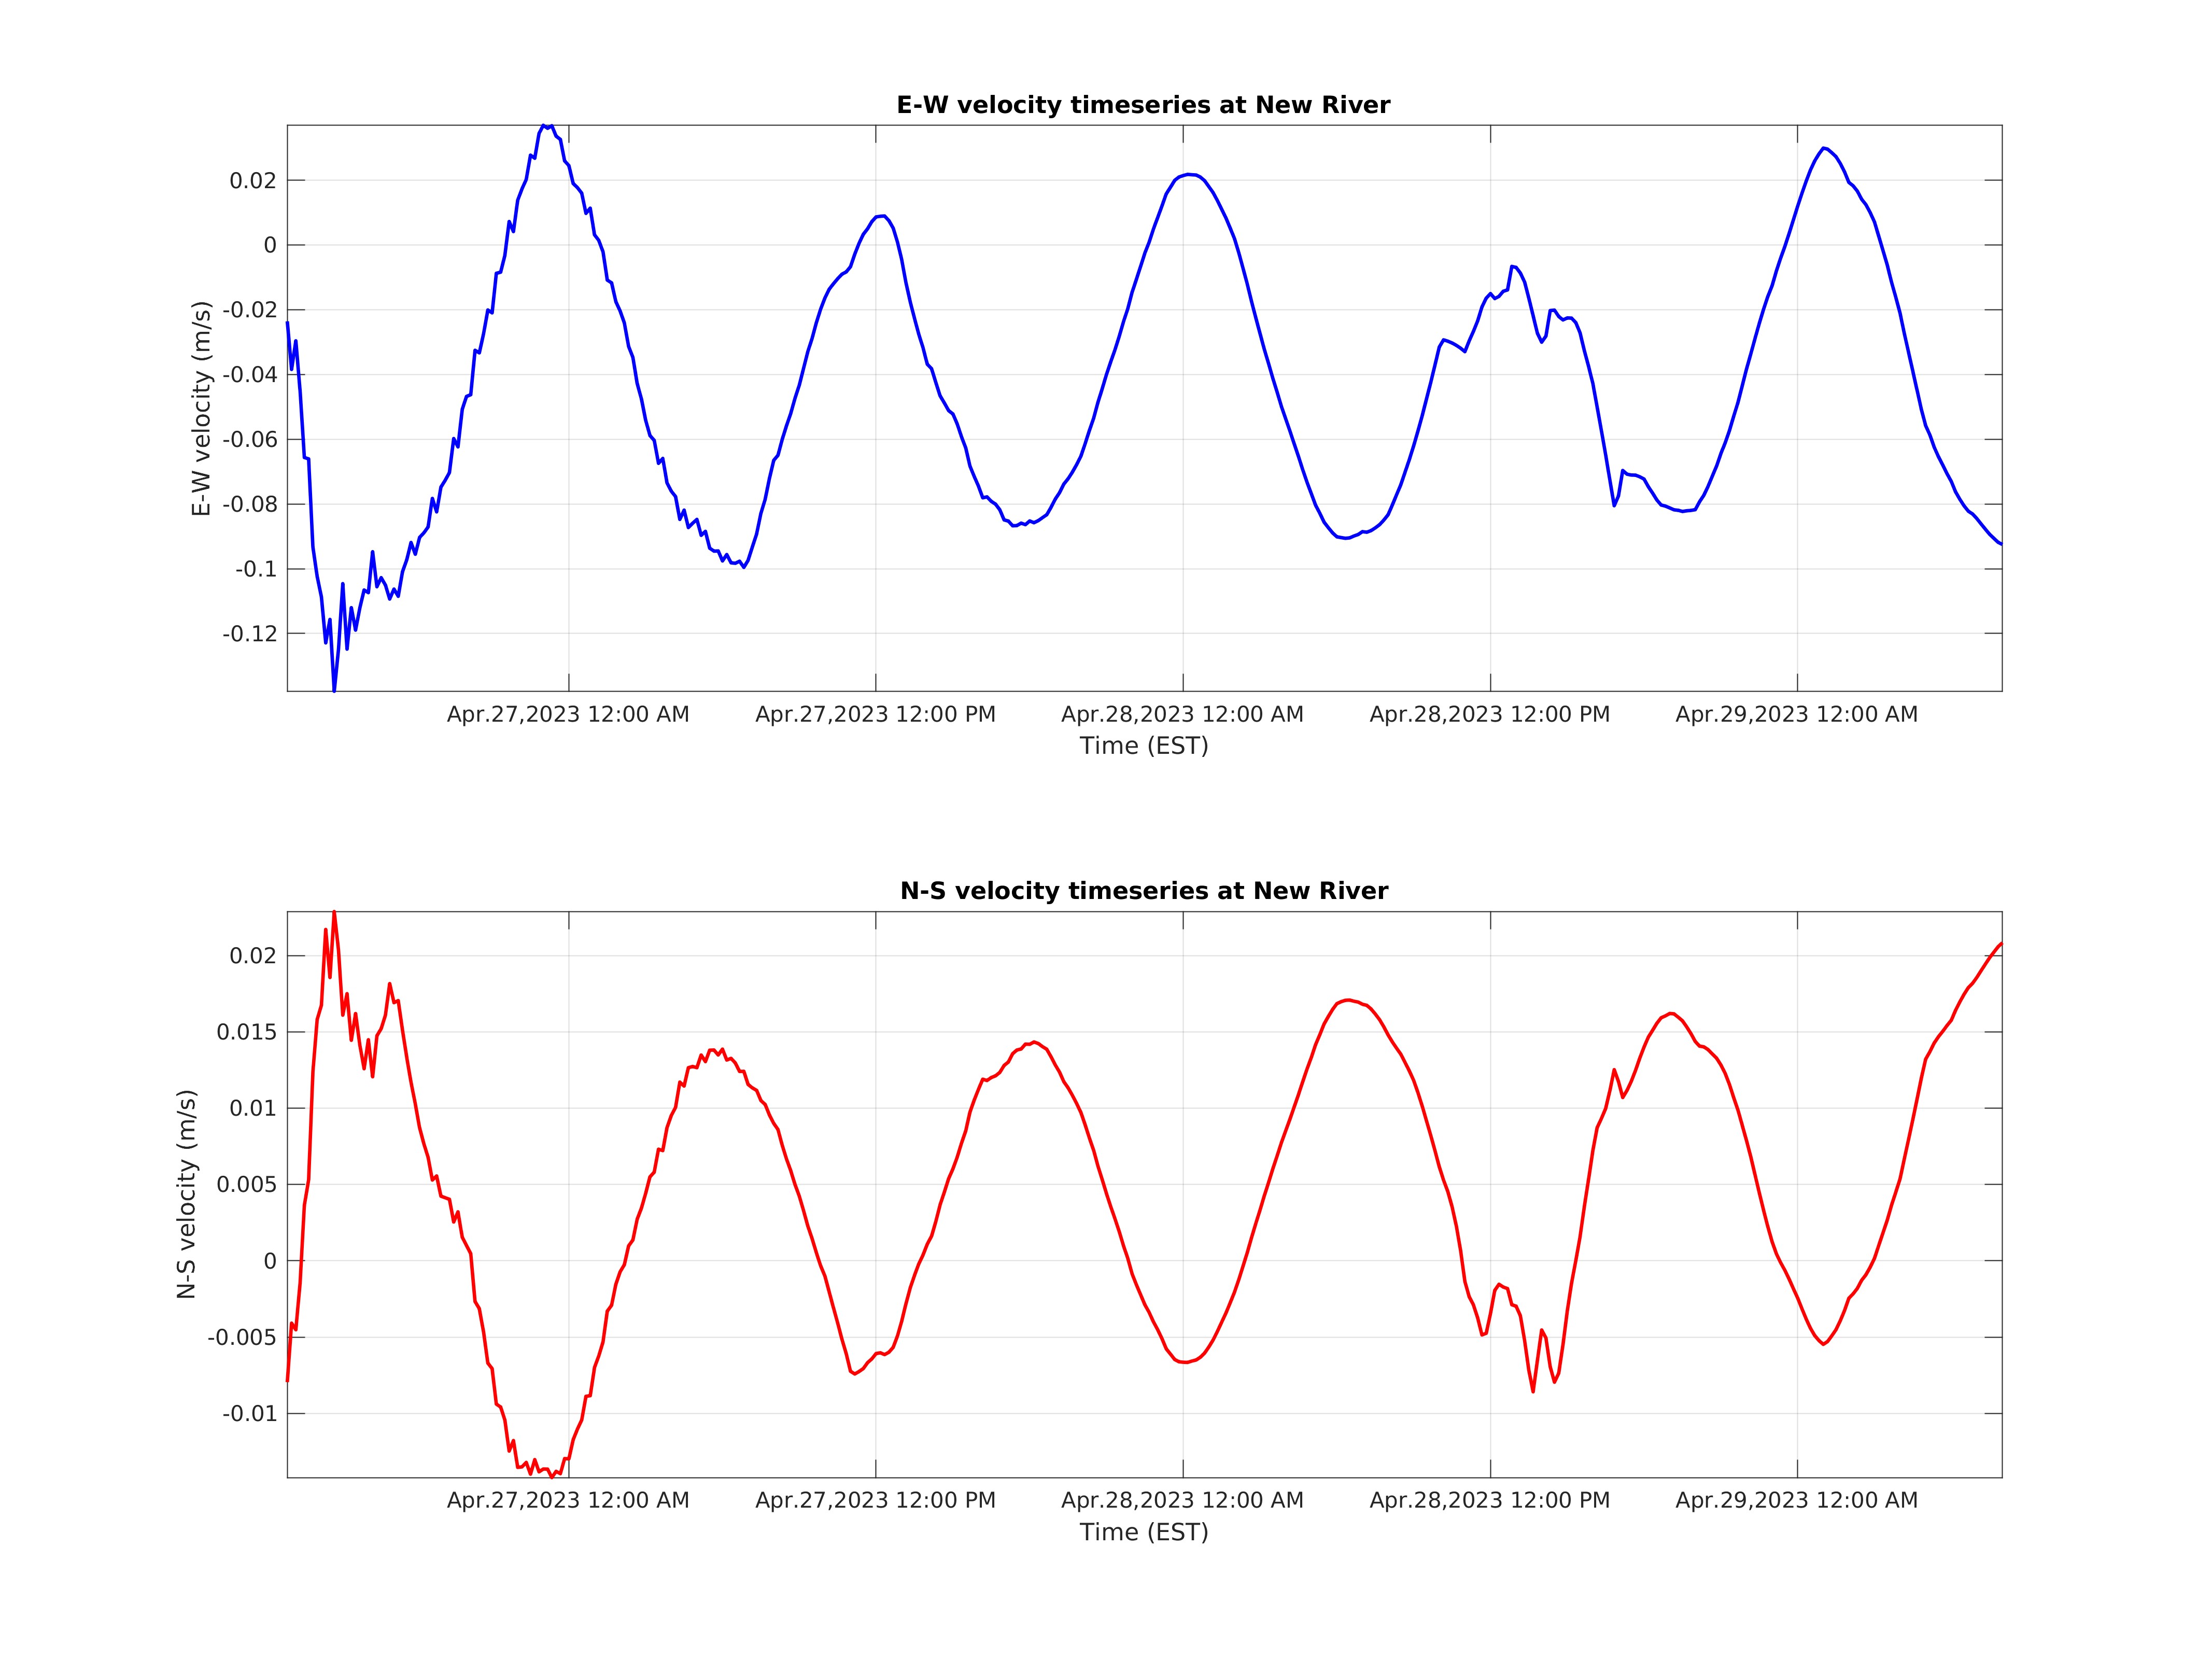 E-W velocity timeseries at New River
E-W velocity (m/s)
0.02
0
-0.02
-0.04
-0.06
-0.08
-0.1
-0.12
Apr.27,2023 12:00 AM
Apr.27,2023 12:00 PM
Apr.28,2023 12:00 AM
Apr.28,2023 12:00 PM
Apr.29,2023 12:00 AM
Time (EST)
N-S velocity timeseries at New River
N-S velocity (m/s)
0.02
0.015
0.01
0.005
0
-0.005
-0.01
Apr.27,2023 12:00 AM
Apr.27,2023 12:00 PM
Apr.28,2023 12:00 AM
Apr.28,2023 12:00 PM
Apr.29,2023 12:00 AM
Time (EST)